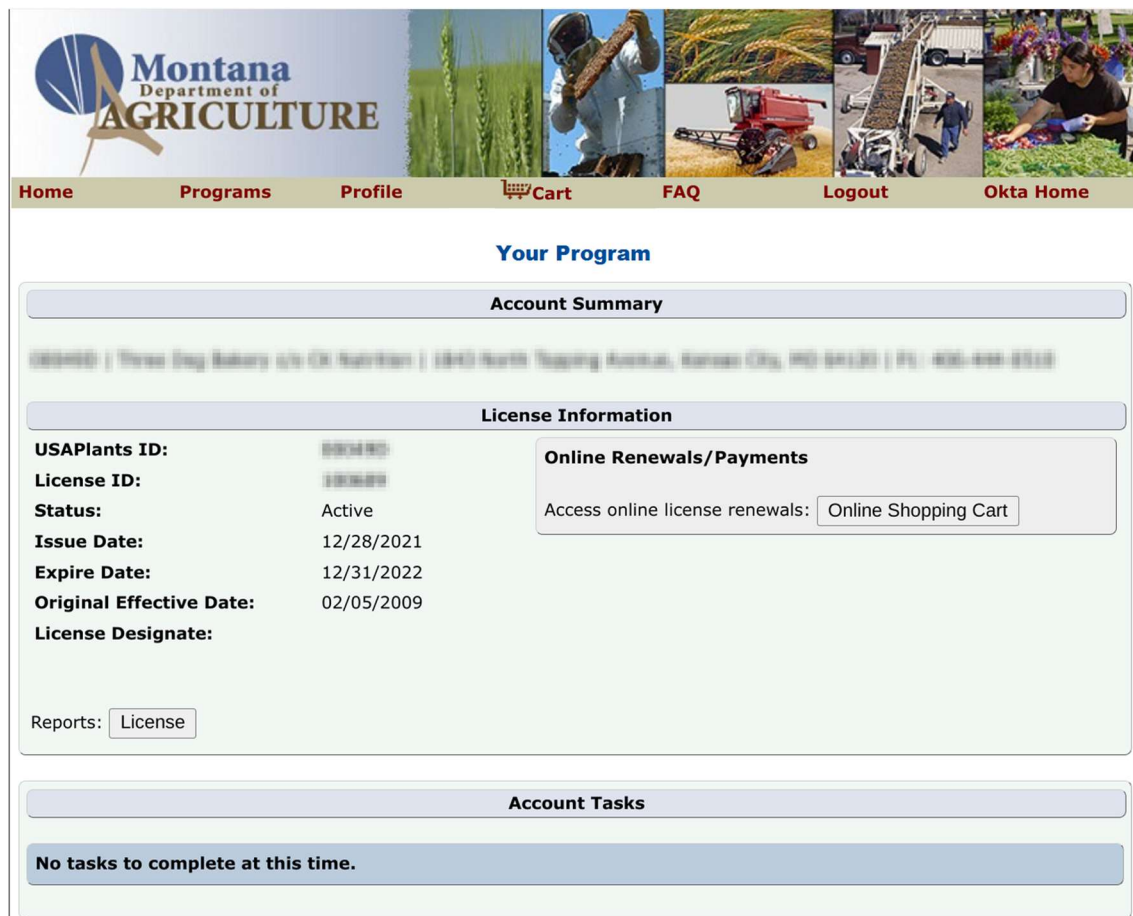 Montana
Department of
AGRICULTURE
Home Programs Profile Cart FAQ Logout Okta Home
Your Program
Account Summary
License Information
USAPlants ID:
License ID:
Status: Active
Issue Date: 12/28/2021
Expire Date: 12/31/2022
Original Effective Date: 02/05/2009
License Designate:
Online Renewals/Payments
Access online license renewals: Online Shopping Cart
Reports: License
Account Tasks
No tasks to complete at this time.